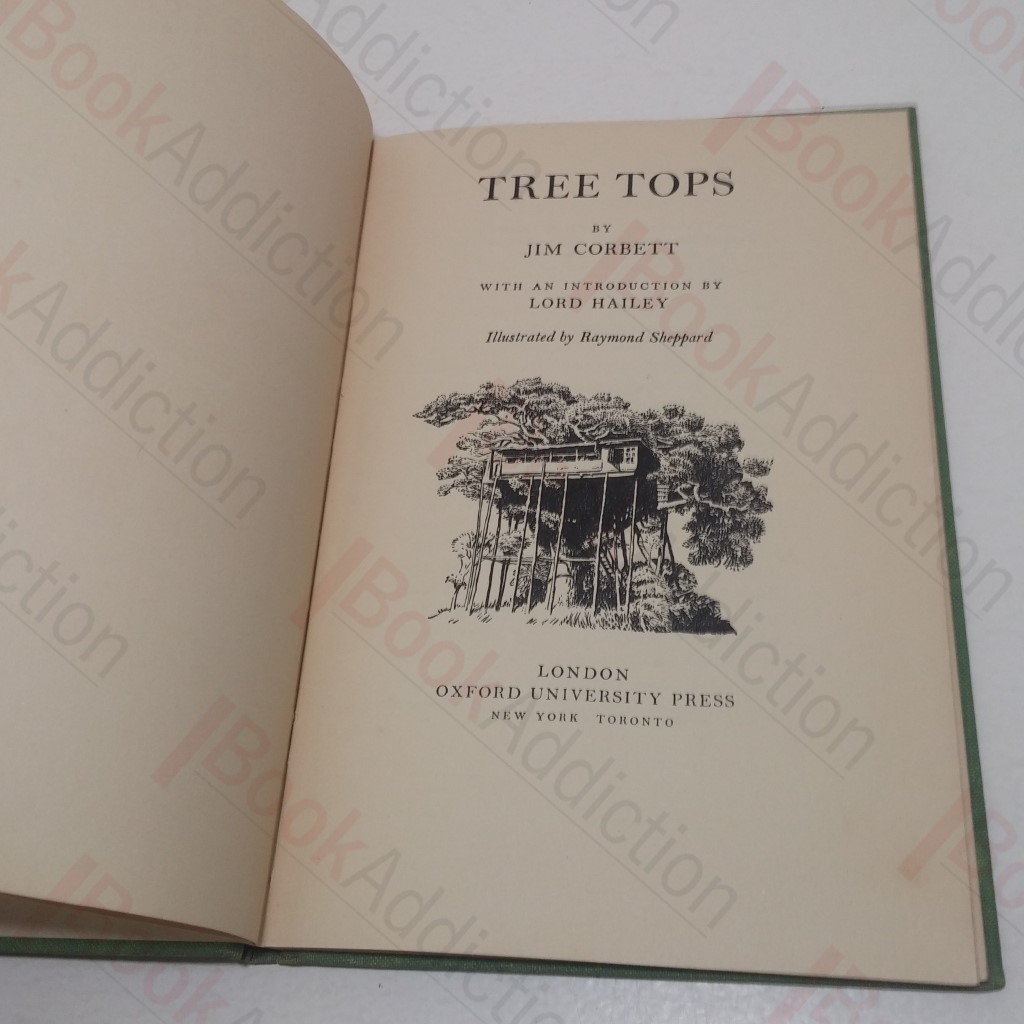 TREE TOPS
BY
JIM CORBETT
WITH AN INTRODUCTION BY
LORD HAILEY
Illustrated by Raymond Sheppard
LONDON
OXFORD UNIVERSITY PRESS
NEW YORK TORONTO
BookAddiction